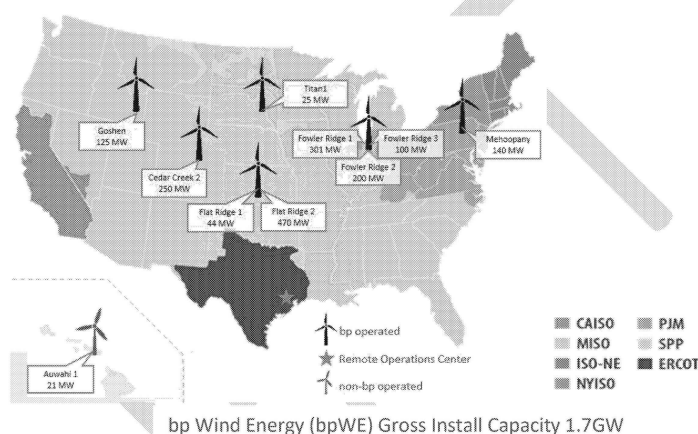 Titan1
25 MW
Goshen
125 MW
Fowler Ridge 1
301 MW
Fowler Ridge 3
100 MW
Mehoopany
140 MW
Cedar Creek 2
250 MW
Fowler Ridge 2
200 MW
Flat Ridge 1
44 MW
Flat Ridge 2
470 MW
Auwahi 1
21 MW
bp operated
Remote Operations Center
non-bp operated
CAISO
MISO
ISO-NE
NYISO
PJM
SPP
ERCOT
bp Wind Energy (bpWE) Gross Install Capacity 1.7GW